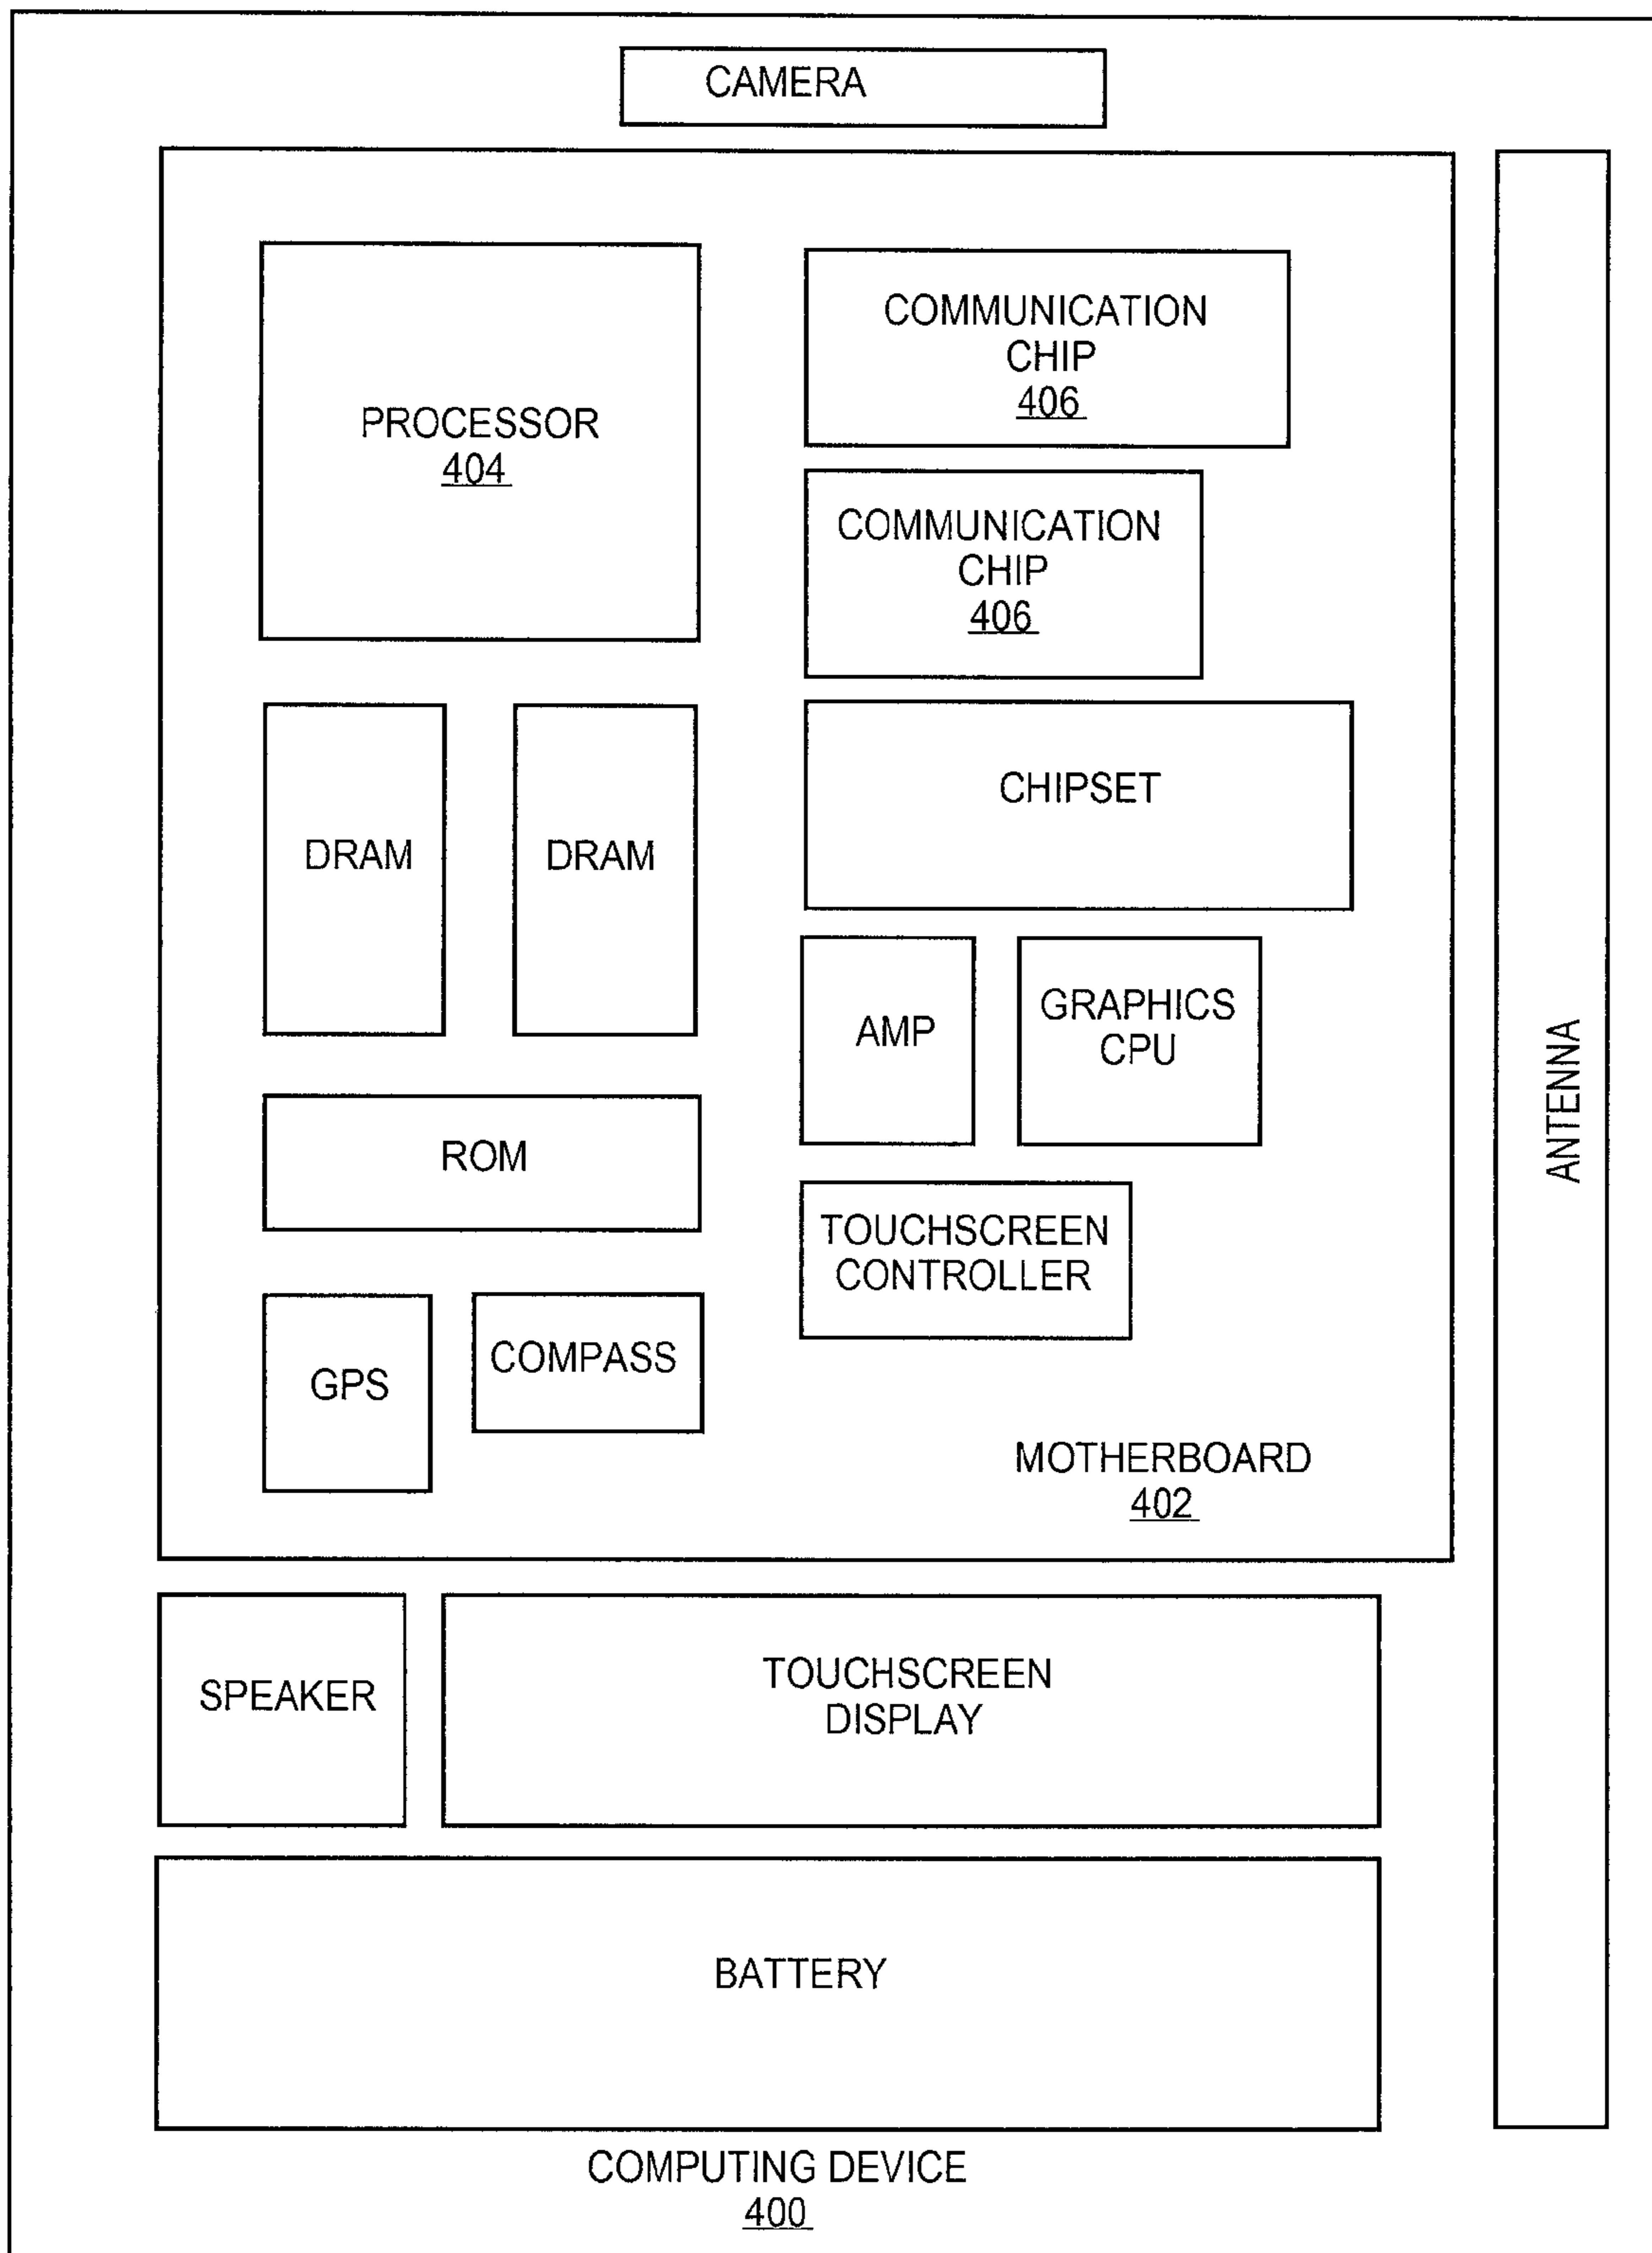 CAMERA
PROCESSOR
404
COMMUNICATION
CHIP
406
COMMUNICATION
CHIP
406
DRAM
DRAM
CHIPSET
AMP
GRAPHICS
CPU
ROM
TOUCHSCREEN
CONTROLLER
GPS
COMPASS
MOTHERBOARD
402
ANTENNA
SPEAKER
TOUCHSCREEN
DISPLAY
BATTERY
COMPUTING DEVICE
400